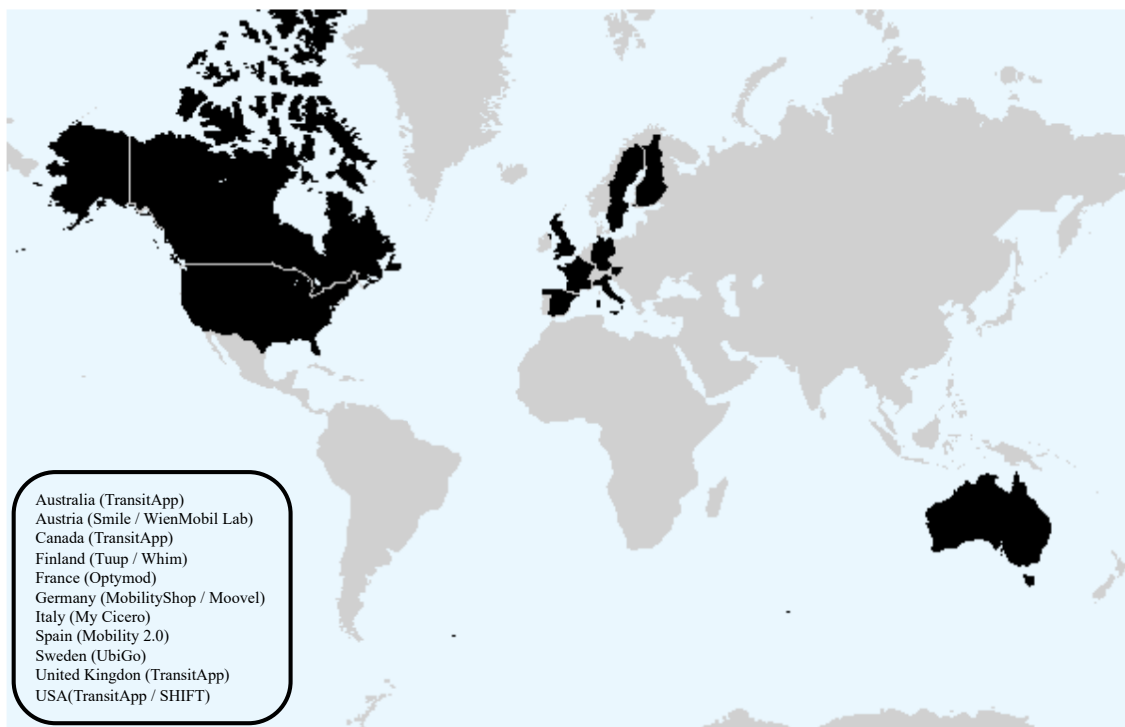 Australia (TransitApp)
Austria (Smile / WienMobil Lab)
Canada (TransitApp)
Finland (Tuup / Whim)
France (Optymod)
Germany (MobilityShop / Moovel)
Italy (My Cicero)
Spain (Mobility 2.0)
Sweden (UbiGo)
United Kingdon (TransitApp)
USA(TransitApp / SHIFT)